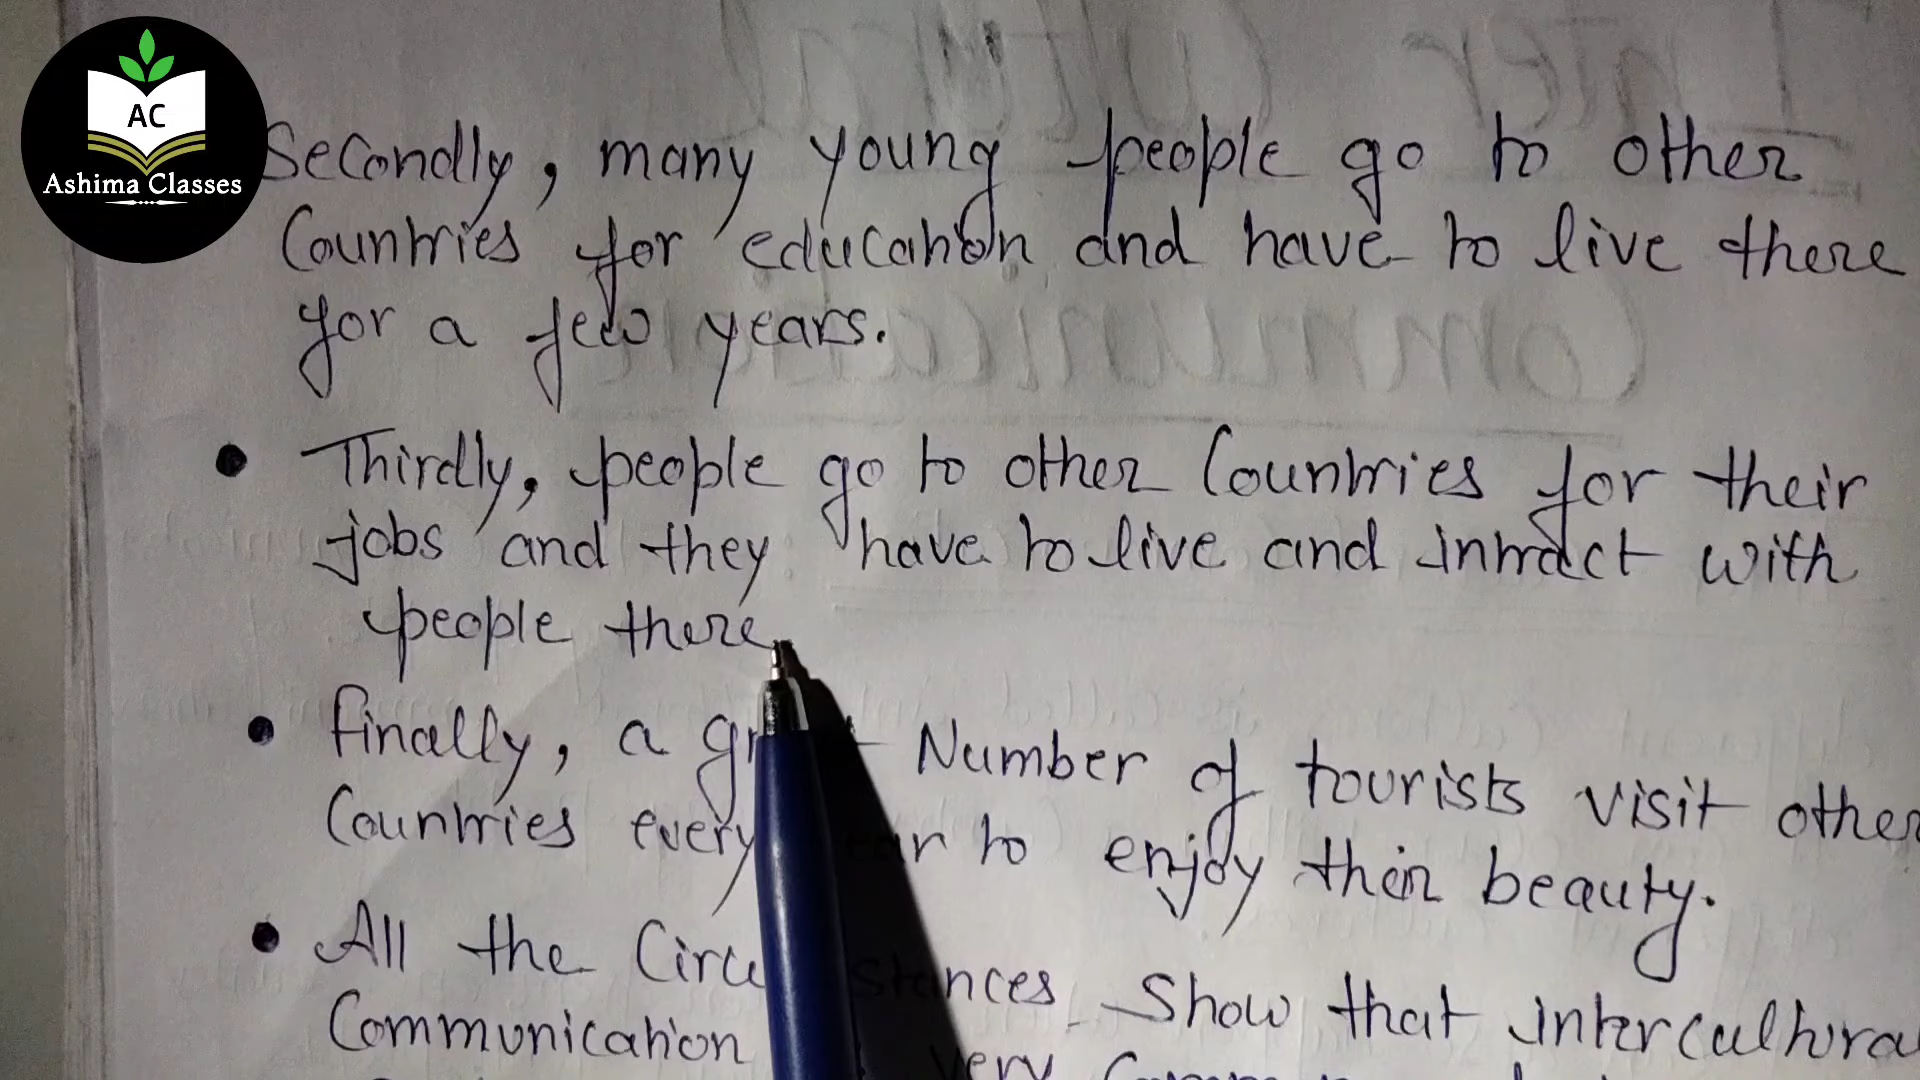 AC
Ashima Classes
Secondly, many young people go to other
Countries for education and have to live there
for a few years.
• Thirdly, people go to other Countries for their
jobs and they have to live and intract with
people there
• Finally, a Number of tourists visit other
Countries every to enjoy their beauty.
• All the Show that intercultural
Communication very